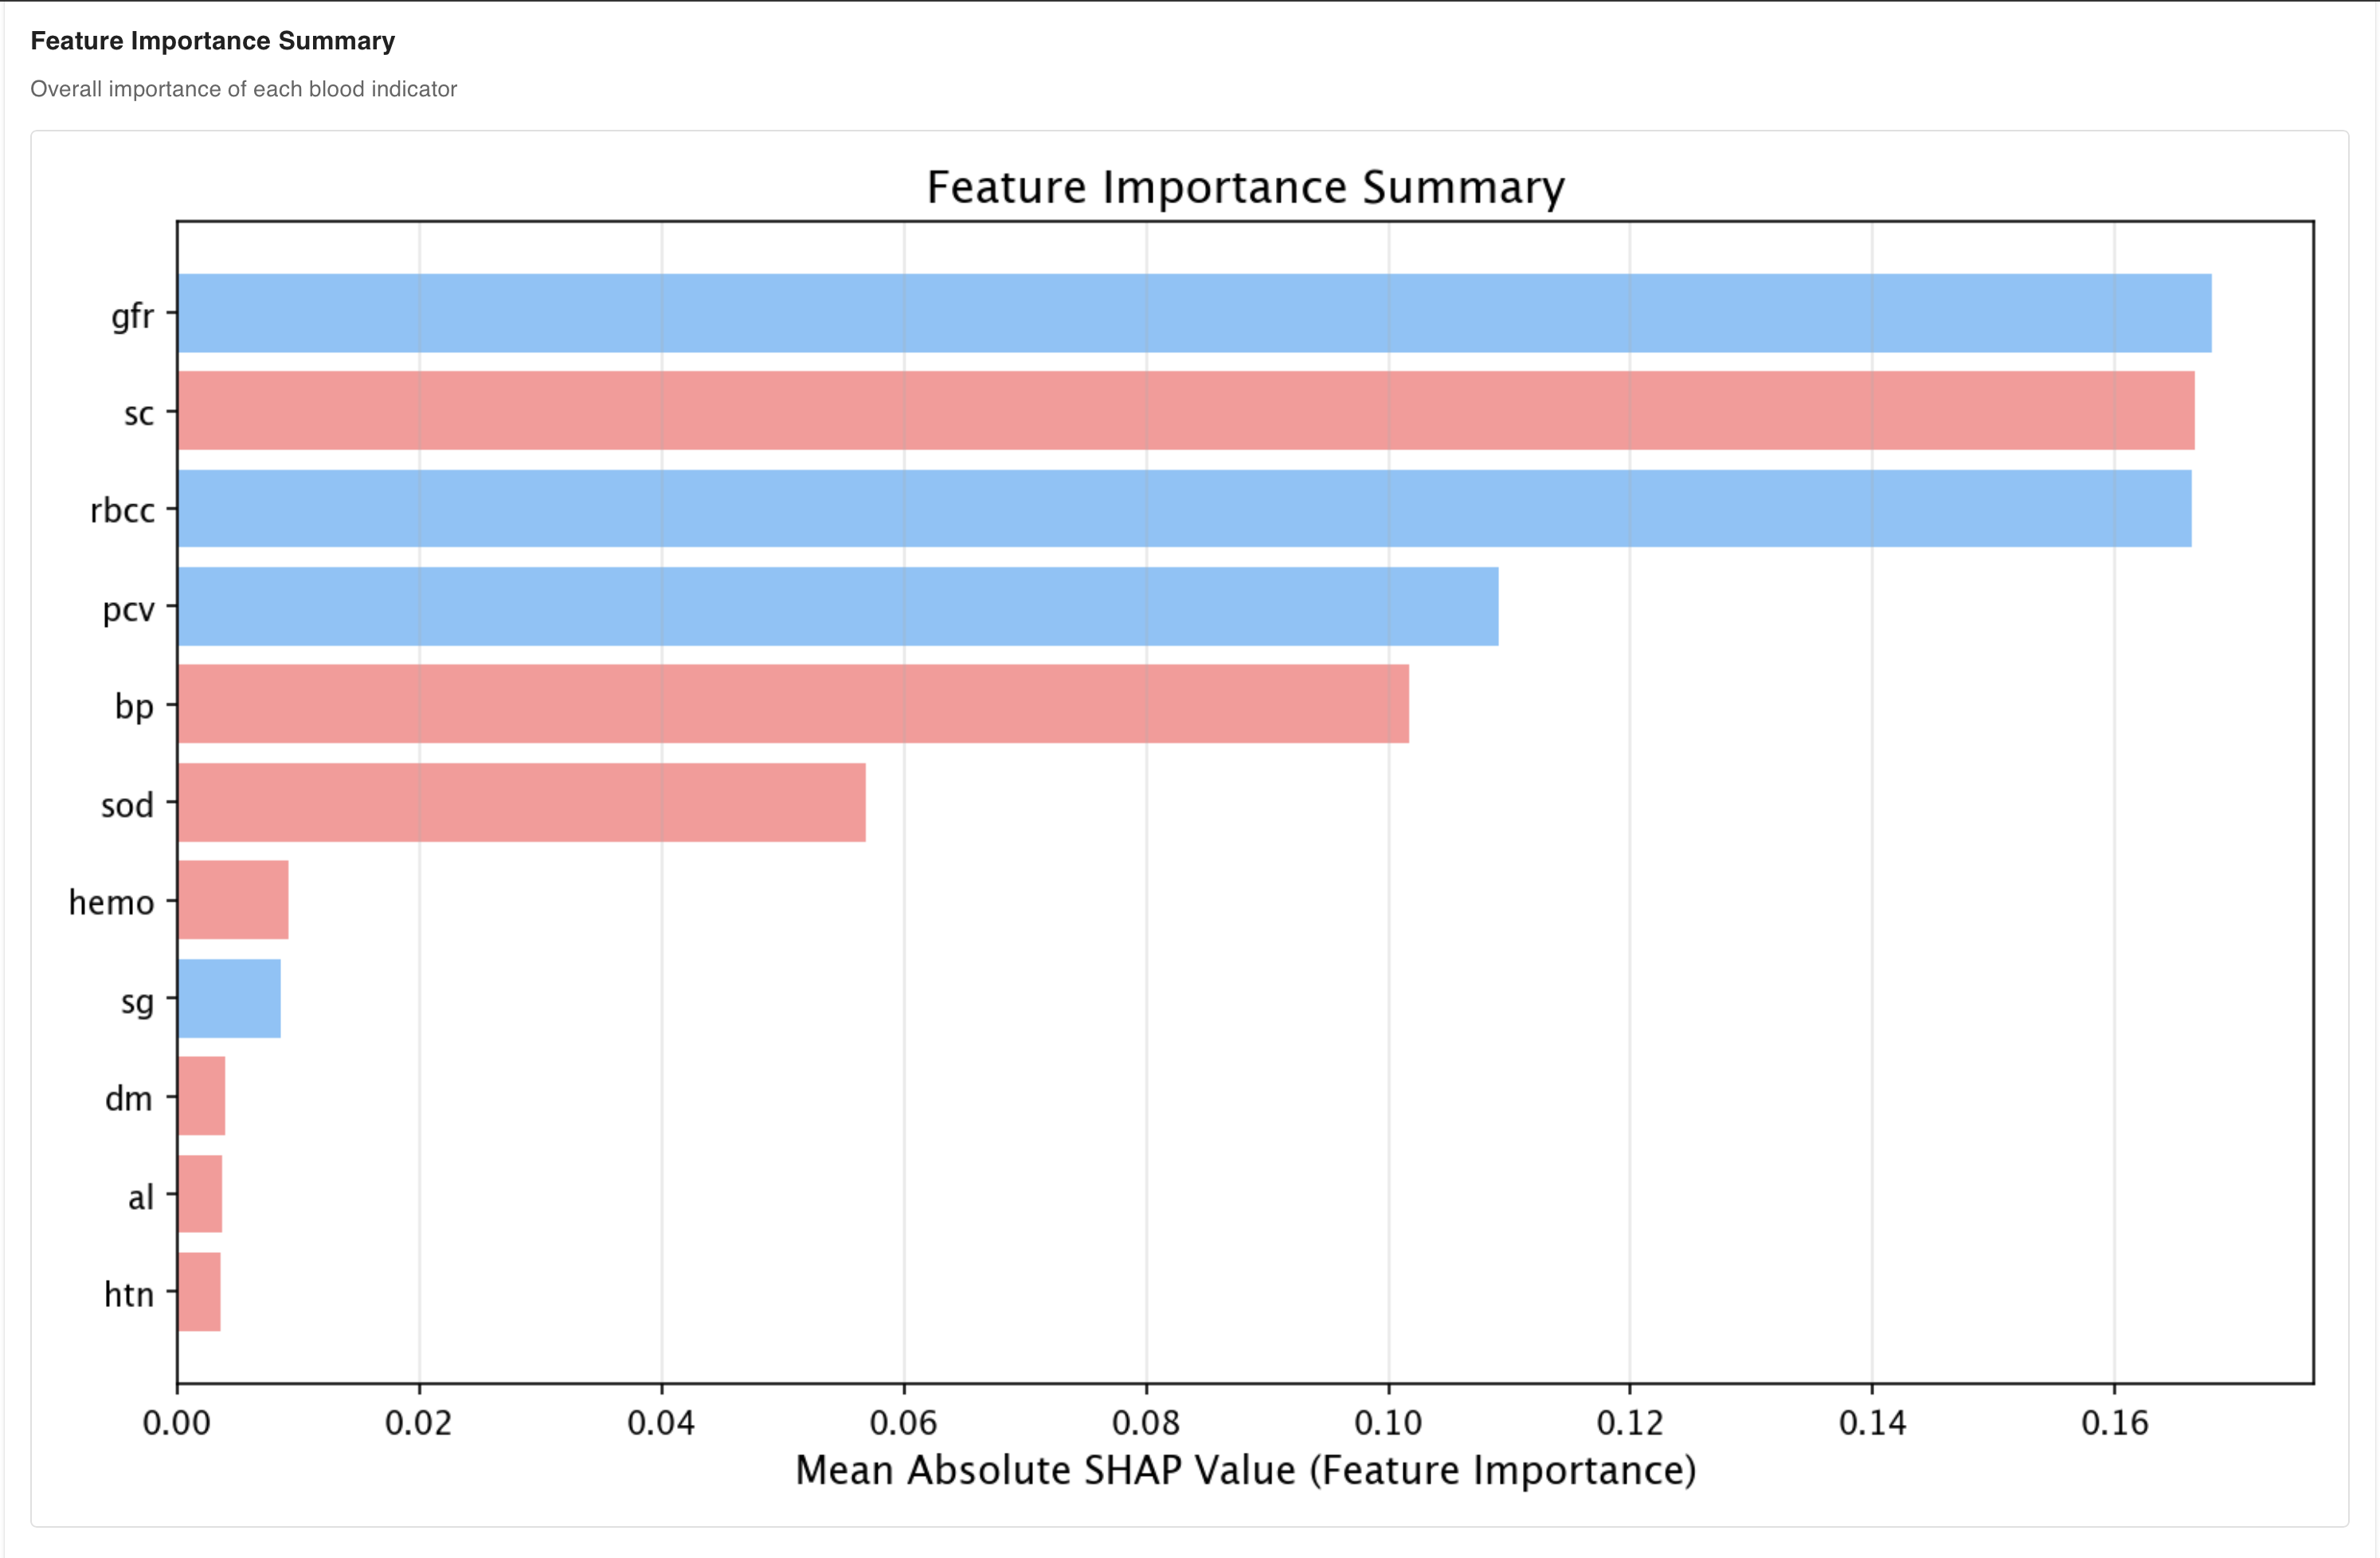 Feature Importance Summary
Overall importance of each blood indicator
Feature Importance Summary
gfr
sc
rbcc
pcv
bp
sod
hemo
sg
dm
al
htn
0.00 0.02 0.04 0.06 0.08 0.10 0.12 0.14 0.16
Mean Absolute SHAP Value (Feature Importance)